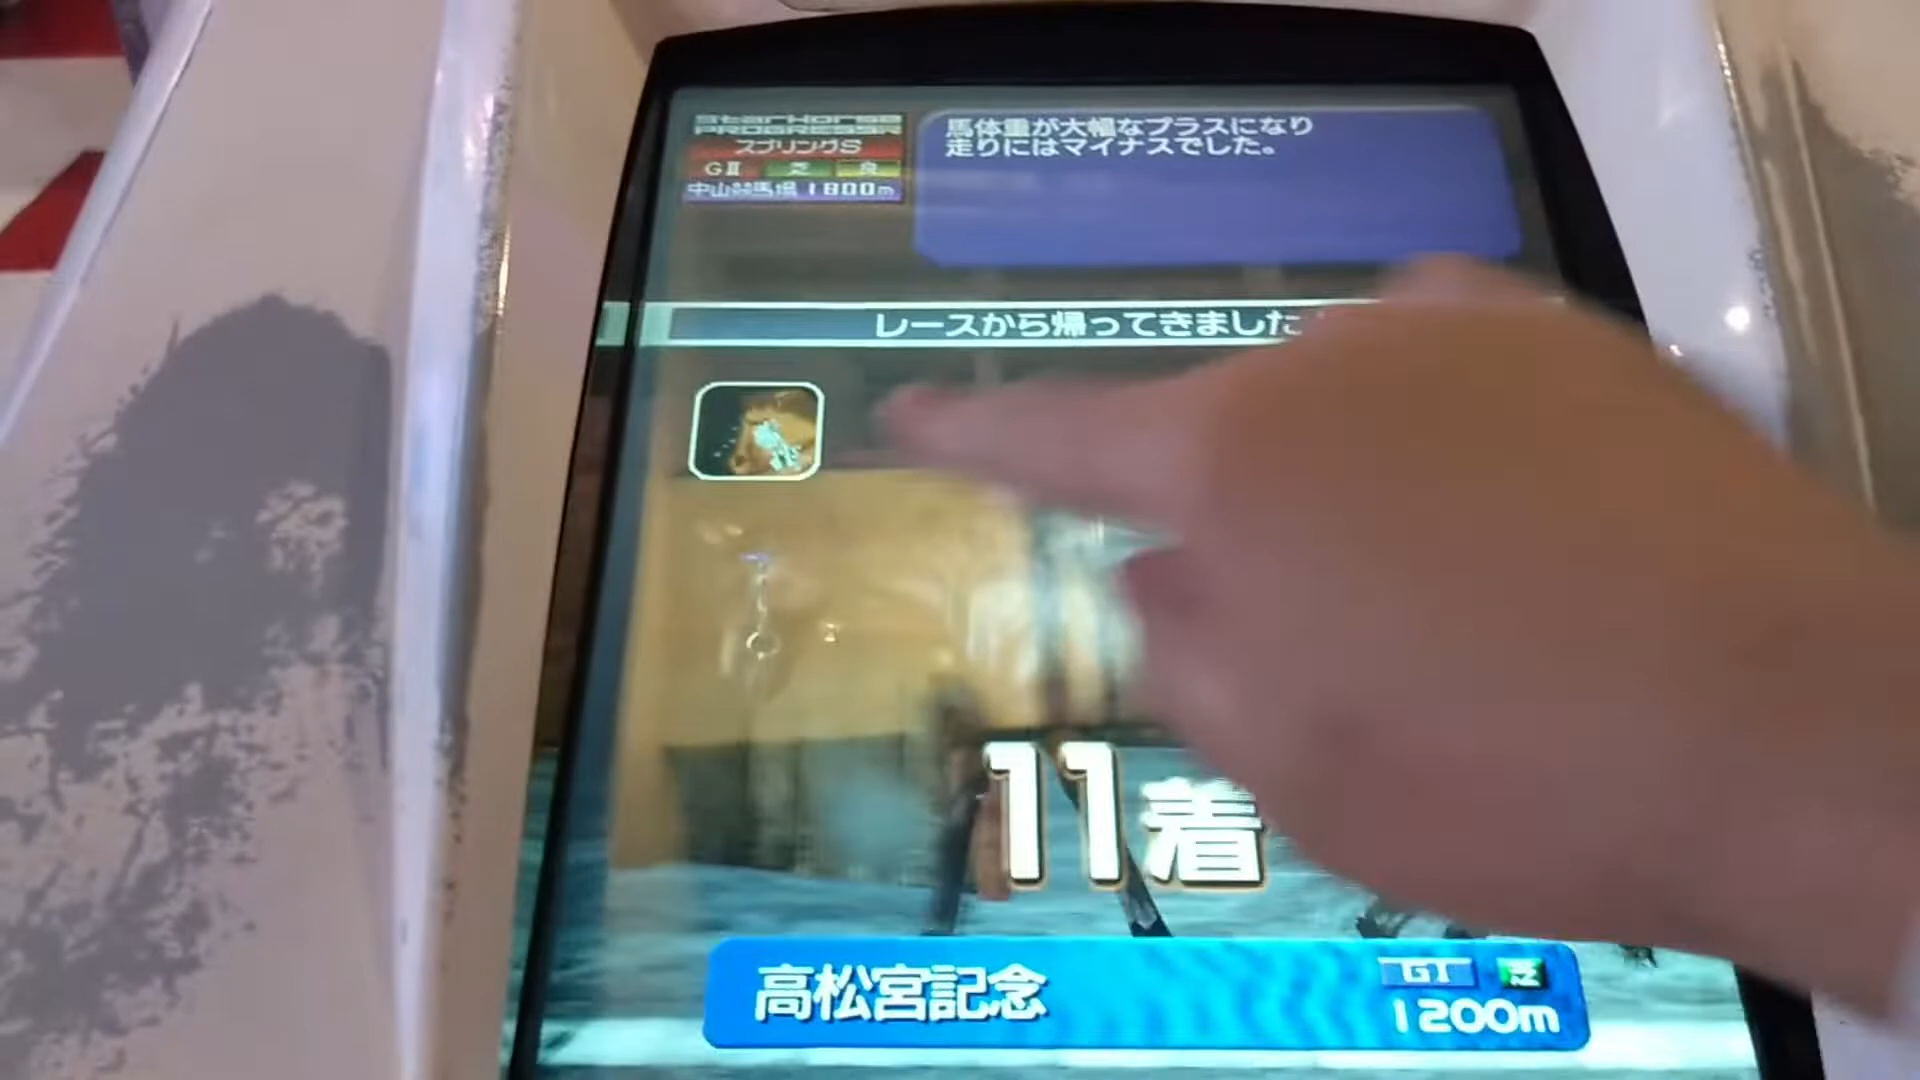 StarHorse
PROGRESS
スプリングS
GⅡ 芝 良
中山競馬場 1800m
馬体重が大幅なプラスになり
走りにはマイナスでした。
レースから帰ってきました
11着
高松宮記念
GI 芝
1200m